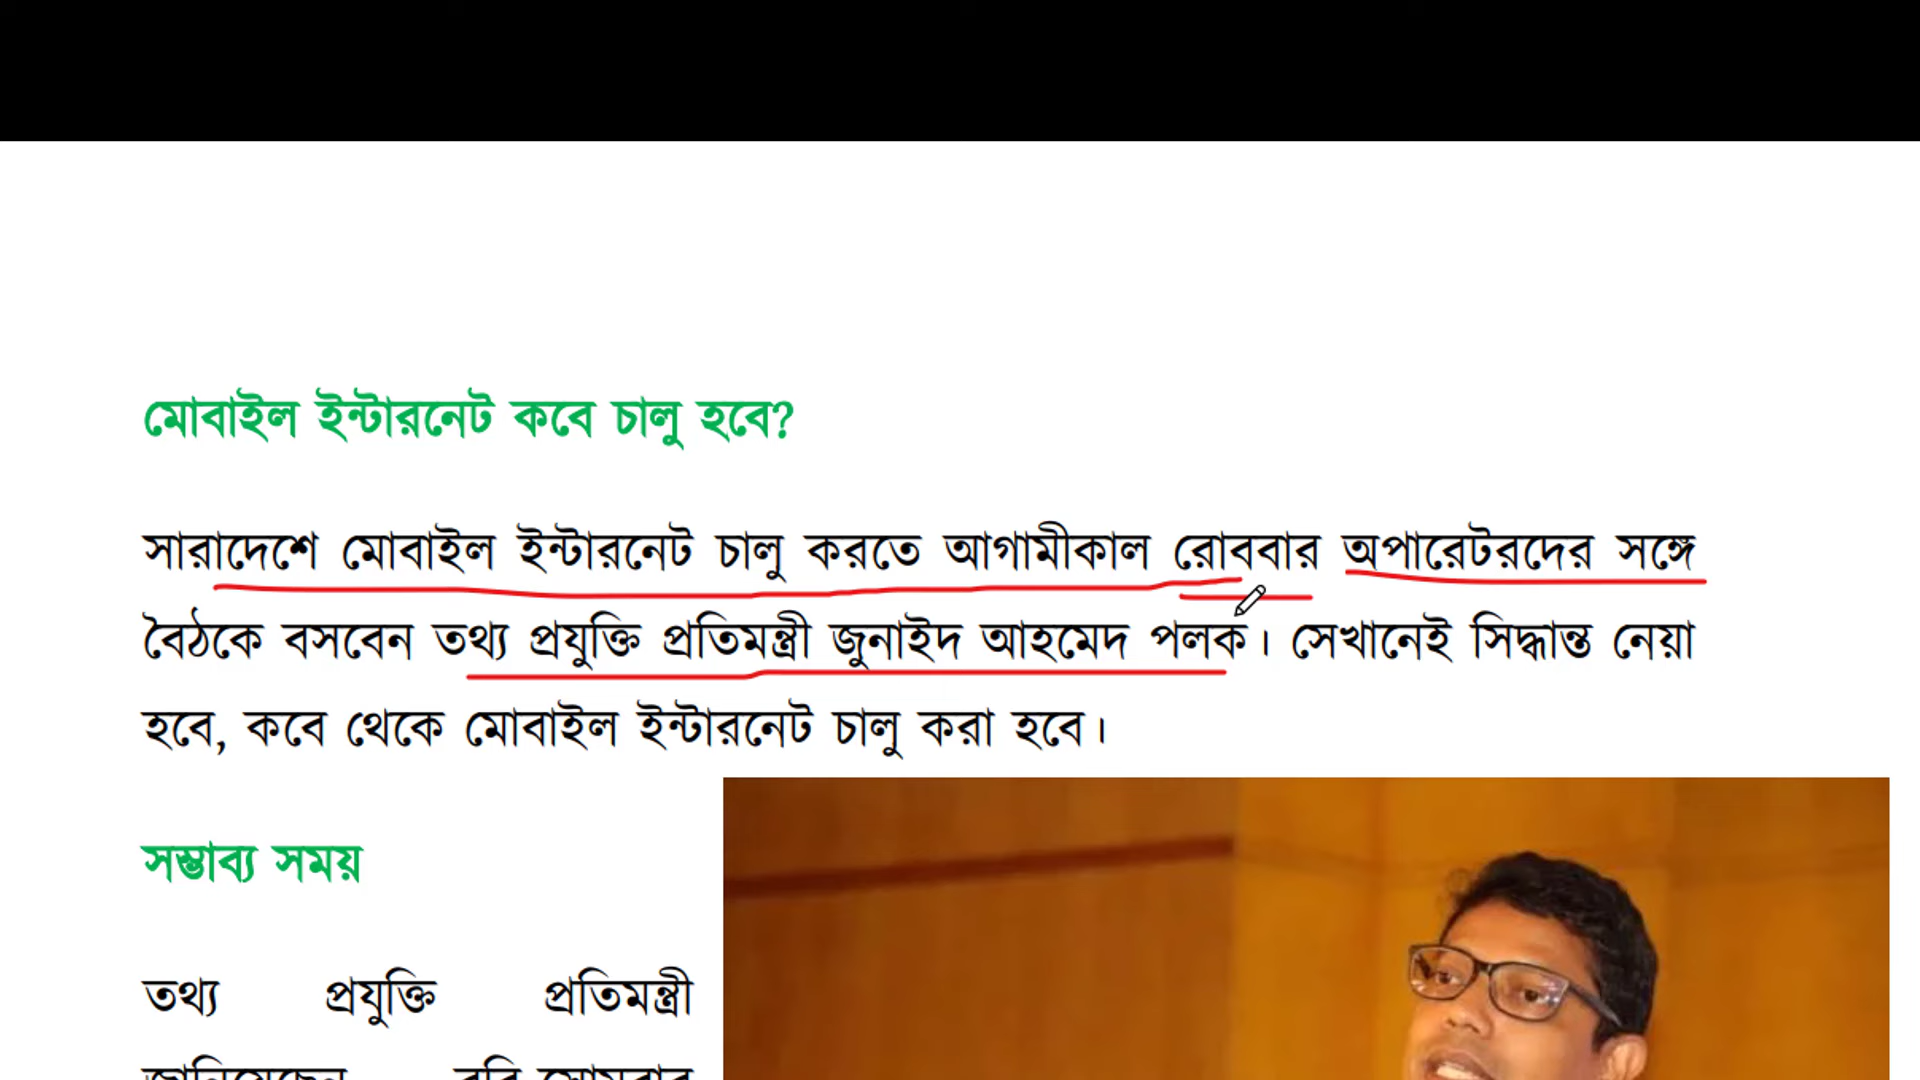 মোবাইল ইন্টারনেট কবে চালু হবে?
সারাদেশে মোবাইল ইন্টারনেট চালু করতে আগামীকাল রোববার অপারেটরদের সঙ্গে
বৈঠকে বসবেন তথ্য প্রযুক্তি প্রতিমন্ত্রী জুনাইদ আহমেদ পলক। সেখানেই সিদ্ধান্ত নেয়া
হবে, কবে থেকে মোবাইল ইন্টারনেট চালু করা হবে।
সম্ভাব্য সময়
তথ্য প্রযুক্তি প্রতিমন্ত্রী